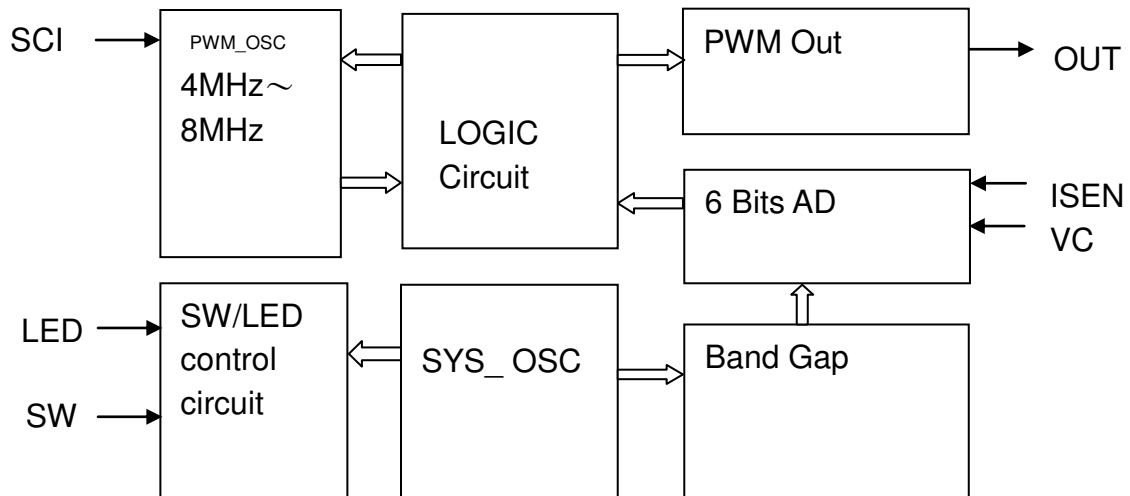 SCI
PWM_OSC
4MHz～
8MHz
LOGIC
Circuit
PWM Out
OUT
6 Bits AD
ISEN
VC
LED
SW
SW/LED
control
circuit
SYS_ OSC
Band Gap